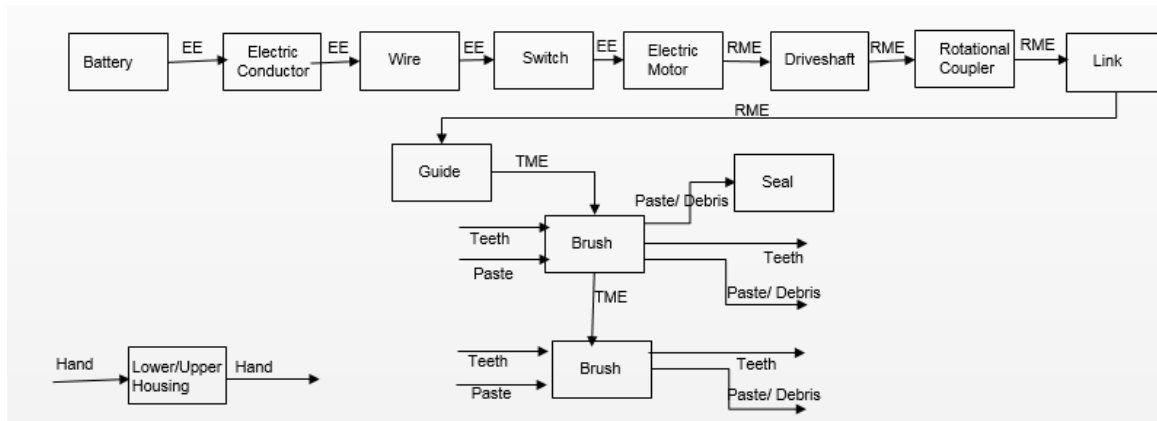 Battery
EE
Electric
Conductor
EE
Wire
EE
Switch
EE
Electric
Motor
RME
Driveshaft
RME
Rotational
Coupler
RME
Link
RME
Guide
TME
Paste/ Debris
Seal
Teeth
Paste
Brush
Teeth
Paste/ Debris
TME
Teeth
Paste
Brush
Teeth
Paste/ Debris
Hand
Lower/Upper
Housing
Hand